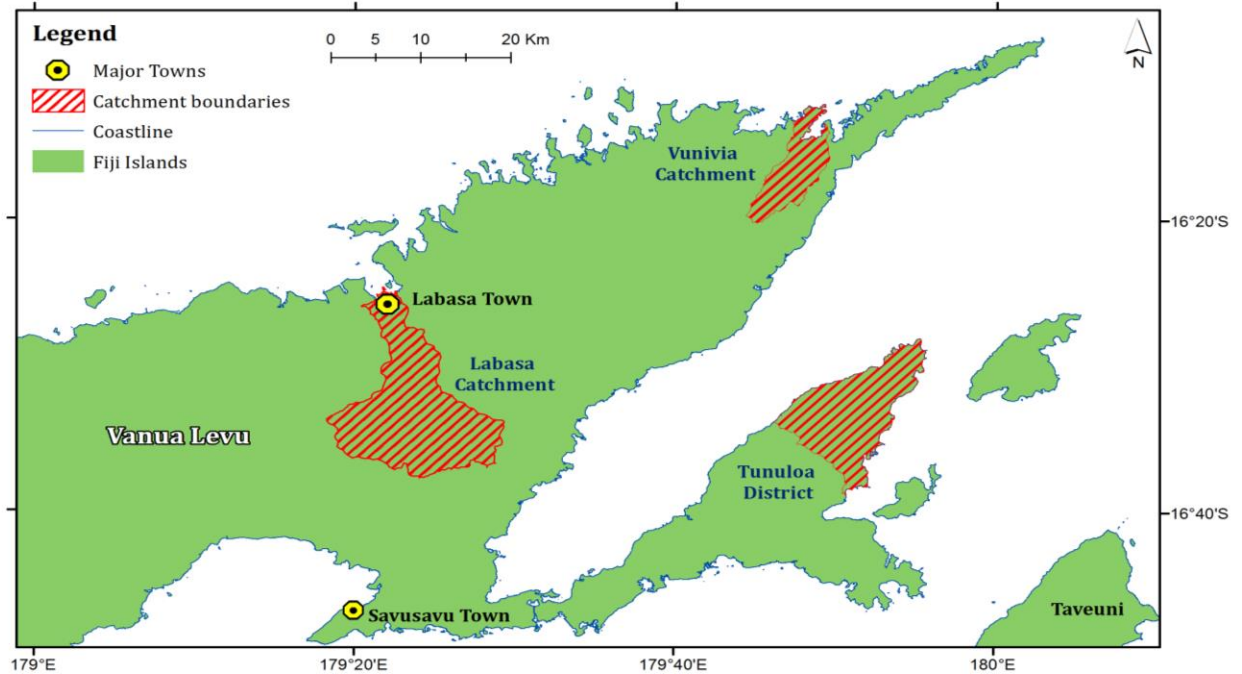 Legend
Major Towns
Catchment boundaries
Coastline
Fiji Islands
0 5 10 20 Km
N
Vunivia
Catchment
16°20'S
Labasa Town
Labasa
Catchment
Vanua Levu
Tunuloa
District
16°40'S
Taveuni
Savusavu Town
179°E
179°20'E
179°40'E
180°E